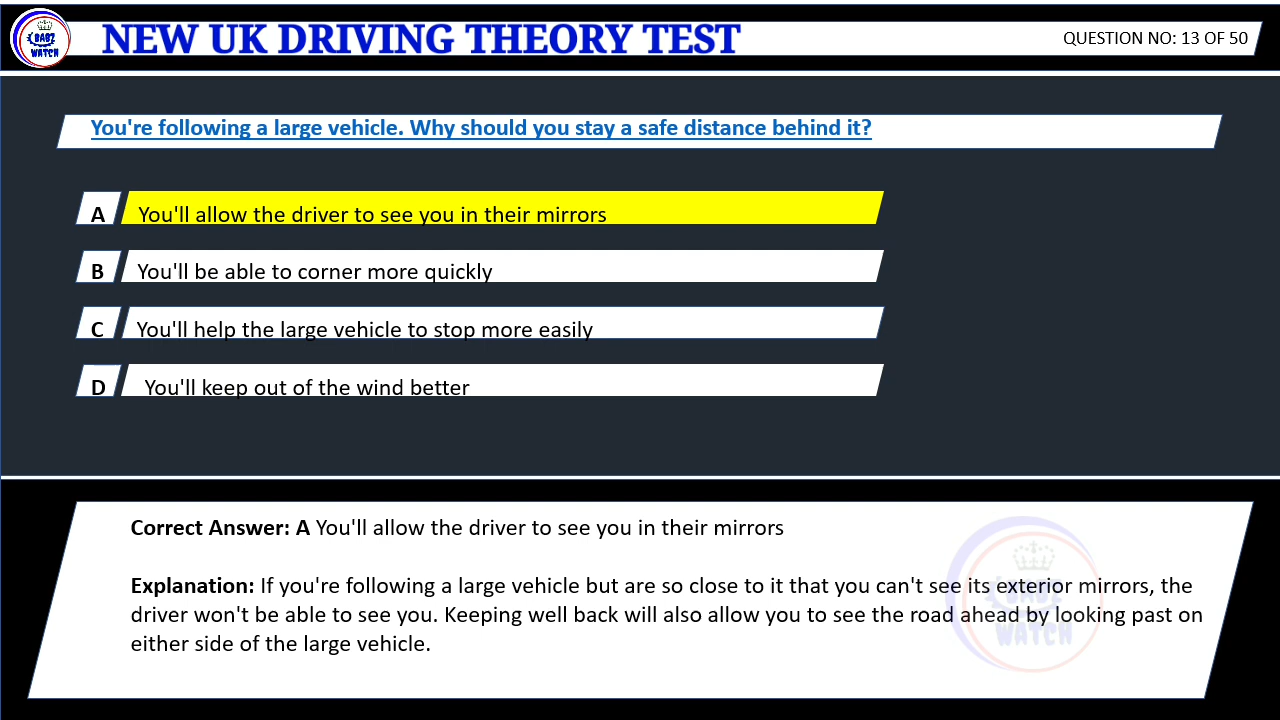 BABZ
WATCH
NEW UK DRIVING THEORY TEST
QUESTION NO: 13 OF 50
You're following a large vehicle. Why should you stay a safe distance behind it?
A You'll allow the driver to see you in their mirrors
B You'll be able to corner more quickly
C You'll help the large vehicle to stop more easily
D You'll keep out of the wind better
Correct Answer: A You'll allow the driver to see you in their mirrors
Explanation: If you're following a large vehicle but are so close to it that you can't see its exterior mirrors, the
driver won't be able to see you. Keeping well back will also allow you to see the road ahead by looking past on
either side of the large vehicle.
BABZ
WATCH